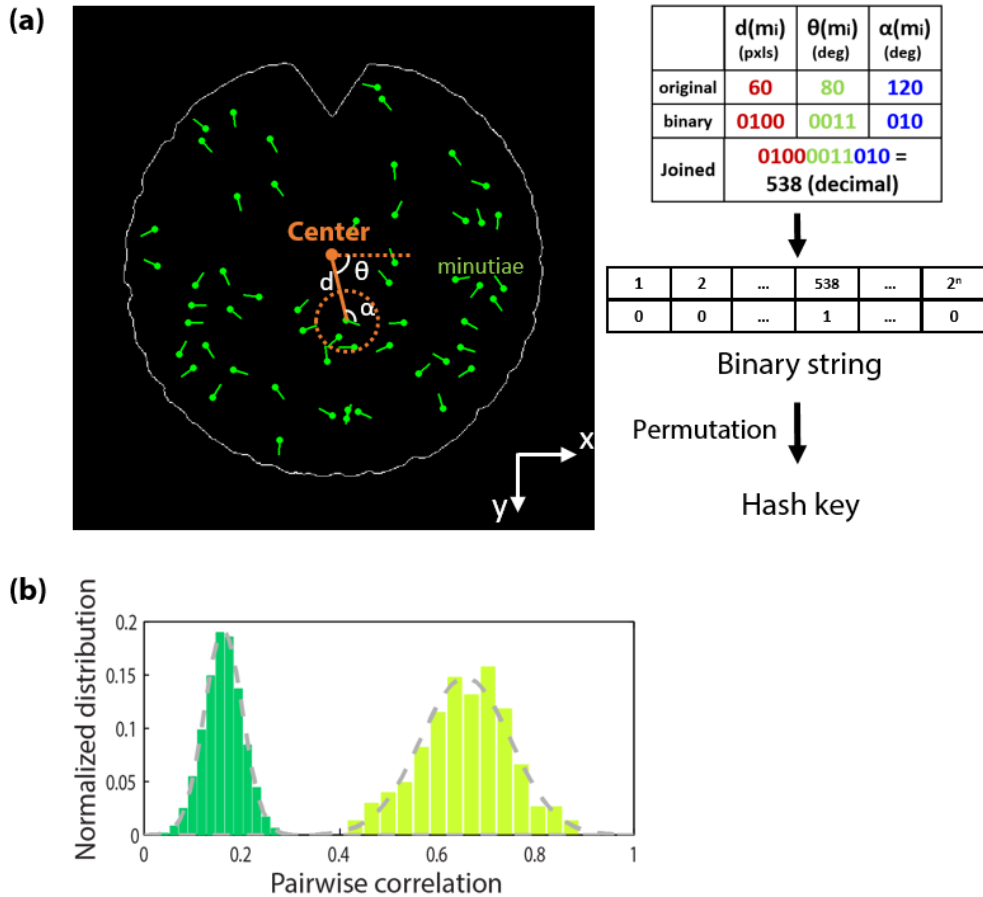 (a)
Center
θ
d
α
minutiae
x
y
d(mi) θ(mi) α(mi)
(pxls) (deg) (deg)
original 60 80 120
binary 0100 0011 010
Joined 01000011010 =
538 (decimal)
1 2 ... 538 ... 2ⁿ
0 0 ... 1 ... 0
Binary string
Permutation
Hash key
(b)
Normalized distribution
0.2
0.15
0.1
0.05
0
0 0.2 0.4 0.6 0.8 1
Pairwise correlation